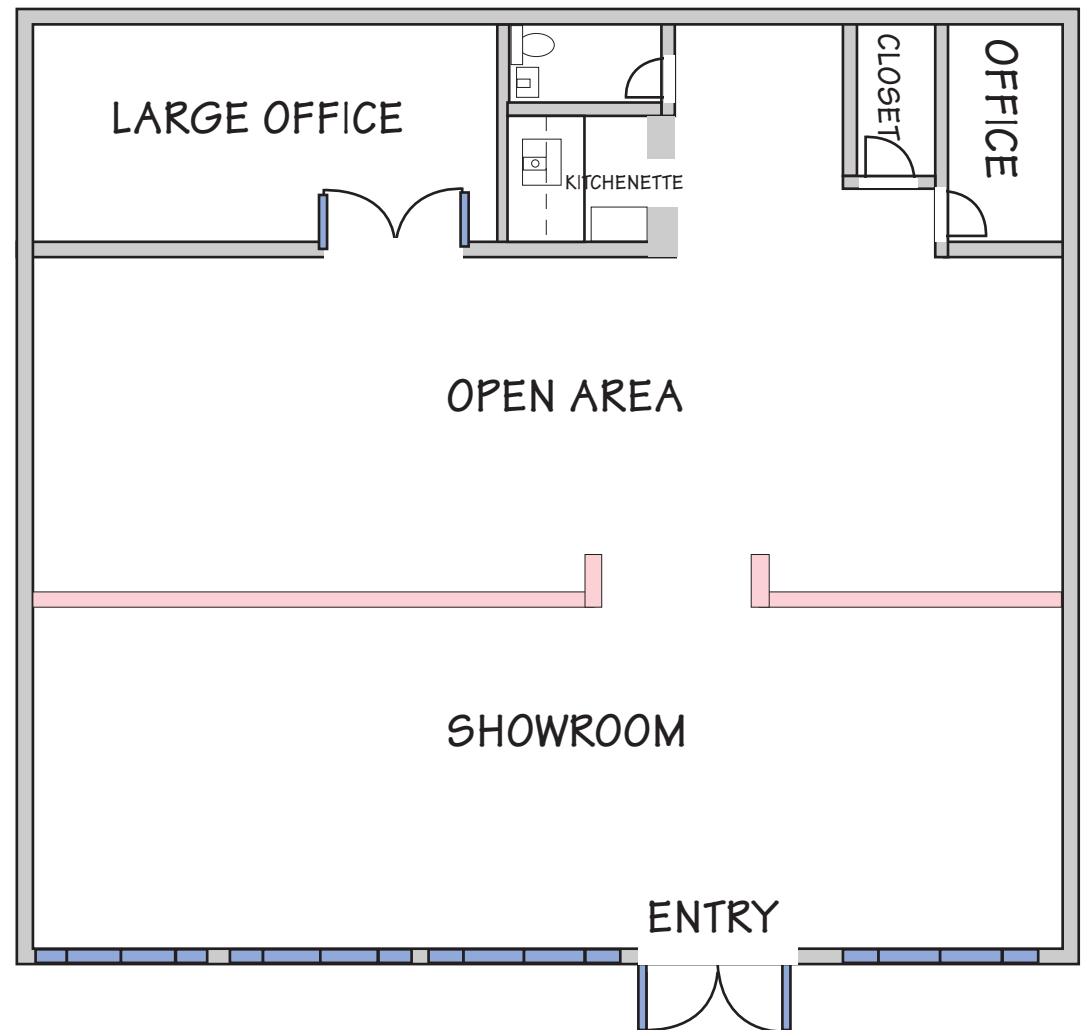 LARGE OFFICE
CLOSET
OFFICE
KITCHENETTE
OPEN AREA
SHOWROOM
ENTRY